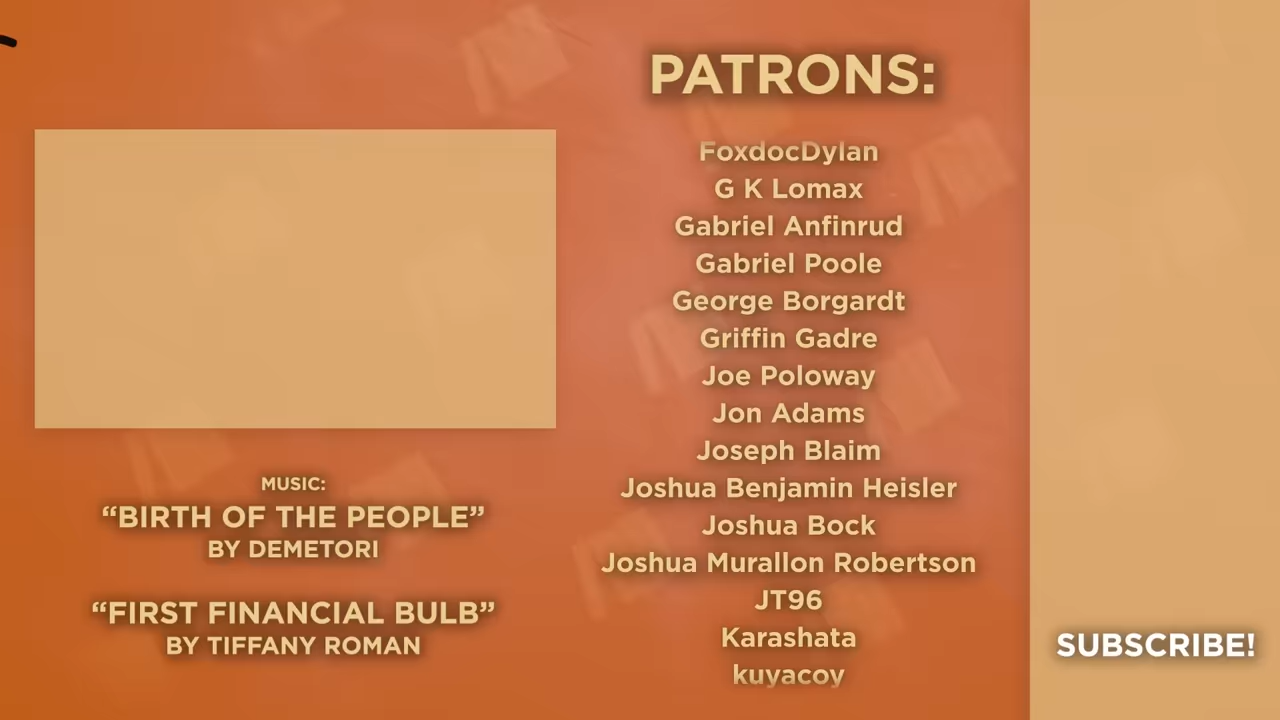 PATRONS:
FoxdocDylan
G K Lomax
Gabriel Anfinrud
Gabriel Poole
George Borgardt
Griffin Gadre
Joe Poloway
Jon Adams
Joseph Blaim
Joshua Benjamin Heisler
Joshua Bock
Joshua Murallon Robertson
JT96
Karashata
kuyacoy
MUSIC:
“BIRTH OF THE PEOPLE”
BY DEMETORI
“FIRST FINANCIAL BULB”
BY TIFFANY ROMAN
SUBSCRIBE!